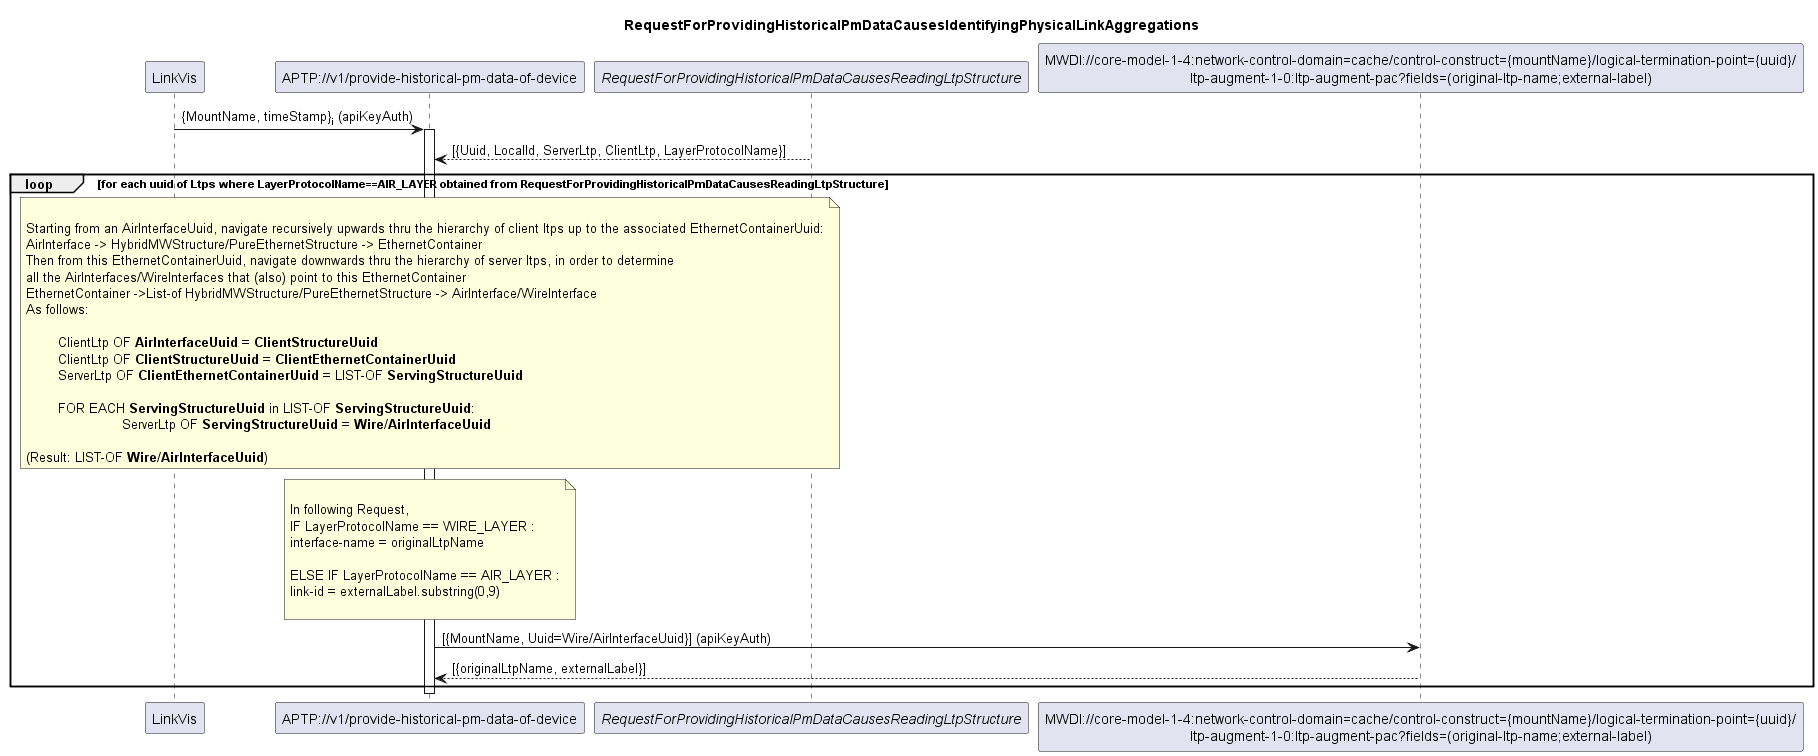 RequestForProvidingHistoricalPmDataCausesIdentifyingPhysicalLinkAggregations
LinkVis
APTP://v1/provide-historical-pm-data-of-device
RequestForProvidingHistoricalPmDataCausesReadingLtpStructure
MWDI://core-model-1-4:network-control-domain=cache/control-construct={mountName}/logical-termination-point={uuid}/
ltp-augment-1-0:ltp-augment-pac?fields=(original-ltp-name;external-label)
{MountName, timeStamp}i (apiKeyAuth)
[{Uuid, LocalId, ServerLtp, ClientLtp, LayerProtocolName}]
loop [for each uuid of Ltps where LayerProtocolName==AIR_LAYER obtained from RequestForProvidingHistoricalPmDataCausesReadingLtpStructure]
Starting from an AirInterfaceUuid, navigate recursively upwards thru the hierarchy of client ltps up to the associated EthernetContainerUuid:
AirInterface -> HybridMWStructure/PureEthernetStructure -> EthernetContainer
Then from this EthernetContainerUuid, navigate downwards thru the hierarchy of server ltps, in order to determine
all the AirInterfaces/WireInterfaces that (also) point to this EthernetContainer
EthernetContainer ->List-of HybridMWStructure/PureEthernetStructure -> AirInterface/WireInterface
As follows:
ClientLtp OF AirInterfaceUuid = ClientStructureUuid
ClientLtp OF ClientStructureUuid = ClientEthernetContainerUuid
ServerLtp OF ClientEthernetContainerUuid = LIST-OF ServingStructureUuid
FOR EACH ServingStructureUuid in LIST-OF ServingStructureUuid:
ServerLtp OF ServingStructureUuid = Wire/AirInterfaceUuid
(Result: LIST-OF Wire/AirInterfaceUuid)
In following Request,
IF LayerProtocolName == WIRE_LAYER :
interface-name = originalLtpName
ELSE IF LayerProtocolName == AIR_LAYER :
link-id = externalLabel.substring(0,9)
[{MountName, Uuid=Wire/AirInterfaceUuid}] (apiKeyAuth)
[{originalLtpName, externalLabel}]
LinkVis
APTP://v1/provide-historical-pm-data-of-device
RequestForProvidingHistoricalPmDataCausesReadingLtpStructure
MWDI://core-model-1-4:network-control-domain=cache/control-construct={mountName}/logical-termination-point={uuid}/
ltp-augment-1-0:ltp-augment-pac?fields=(original-ltp-name;external-label)